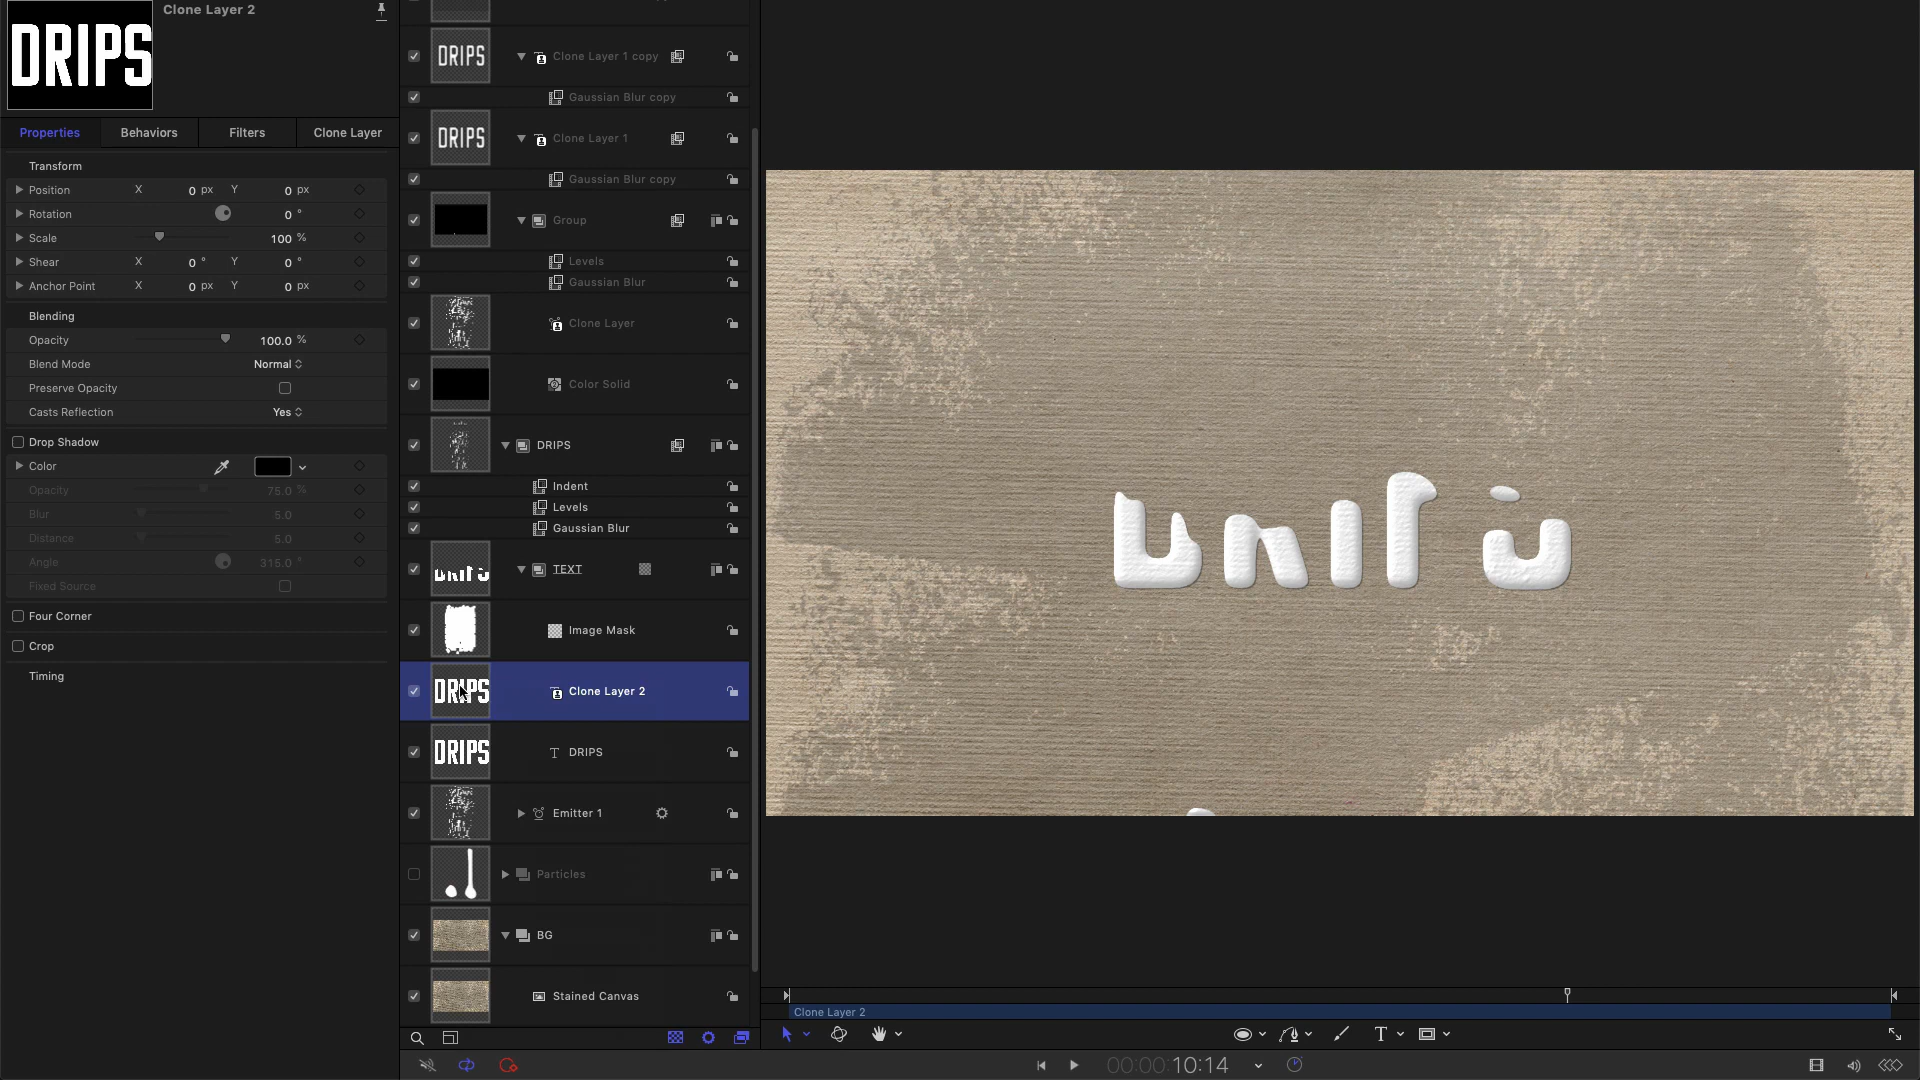 Clone Layer 2
DRIPS
Properties
Behaviors
Filters
Clone Layer
Transform
Position X 0 px Y 0 px
Rotation 0 °
Scale 100 %
Shear X 0 ° Y 0 °
Anchor Point X 0 px Y 0 px
Blending
Opacity 100.0 %
Blend Mode Normal
Preserve Opacity
Casts Reflection Yes
Drop Shadow
Color
Opacity 75.0 %
Blur 5.0
Distance 5.0
Angle 315.0 °
Fixed Source
Four Corner
Crop
Timing
DRIPS Clone Layer 1 copy
Gaussian Blur copy
DRIPS Clone Layer 1
Gaussian Blur copy
Group
Levels
Gaussian Blur
Clone Layer
Color Solid
DRIPS
Indent
Levels
Gaussian Blur
TEXT
Image Mask
DRIPS Clone Layer 2
DRIPS T DRIPS
Emitter 1
Particles
BG
Stained Canvas
Clone Layer 2
T
00:00:10:14